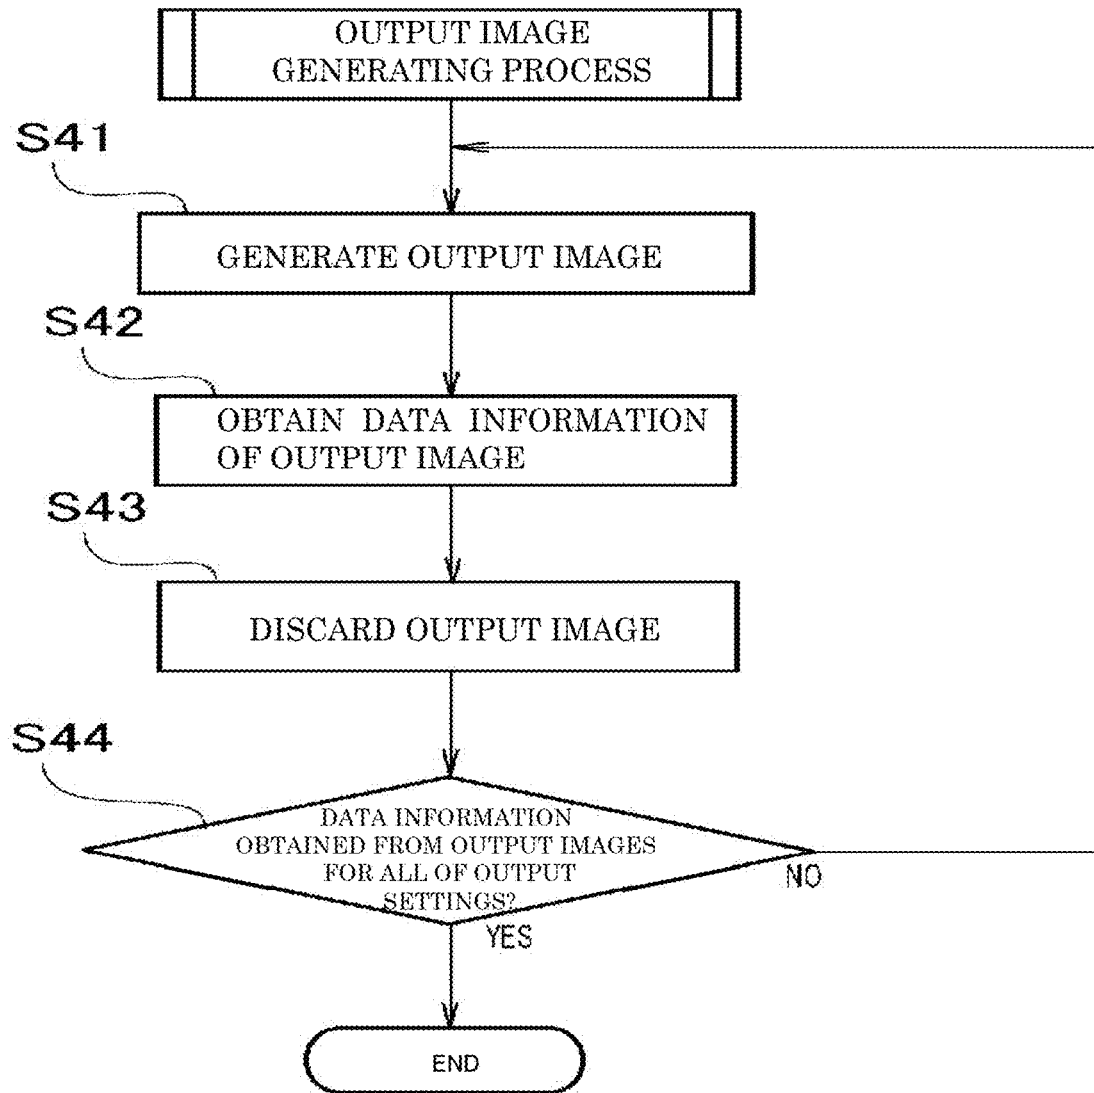 OUTPUT IMAGE
GENERATING PROCESS
S41
GENERATE OUTPUT IMAGE
S42
OBTAIN DATA INFORMATION
OF OUTPUT IMAGE
S43
DISCARD OUTPUT IMAGE
S44
DATA INFORMATION
OBTAINED FROM OUTPUT IMAGES
FOR ALL OF OUTPUT
SETTINGS?
NO
YES
END